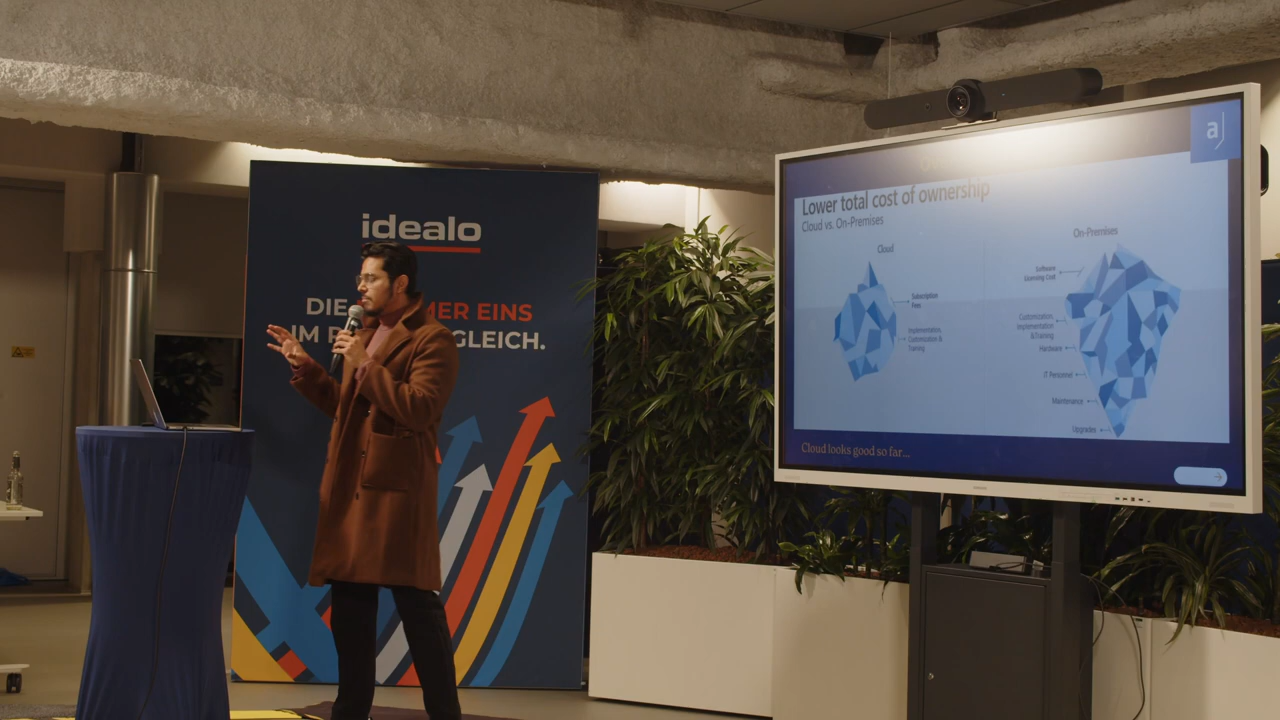 idealo
DIE MER EINS
IM GLEICH.
a
Lower total cost of ownership
Cloud vs. On-Premises
Cloud
Subscription
Fees
Implementation,
Customization &
Training
On-Premises
Software
Licensing Cost
Customization,
Implementation
&Training
Hardware
IT Personnel
Maintenance
Upgrades
Cloud looks good so far...